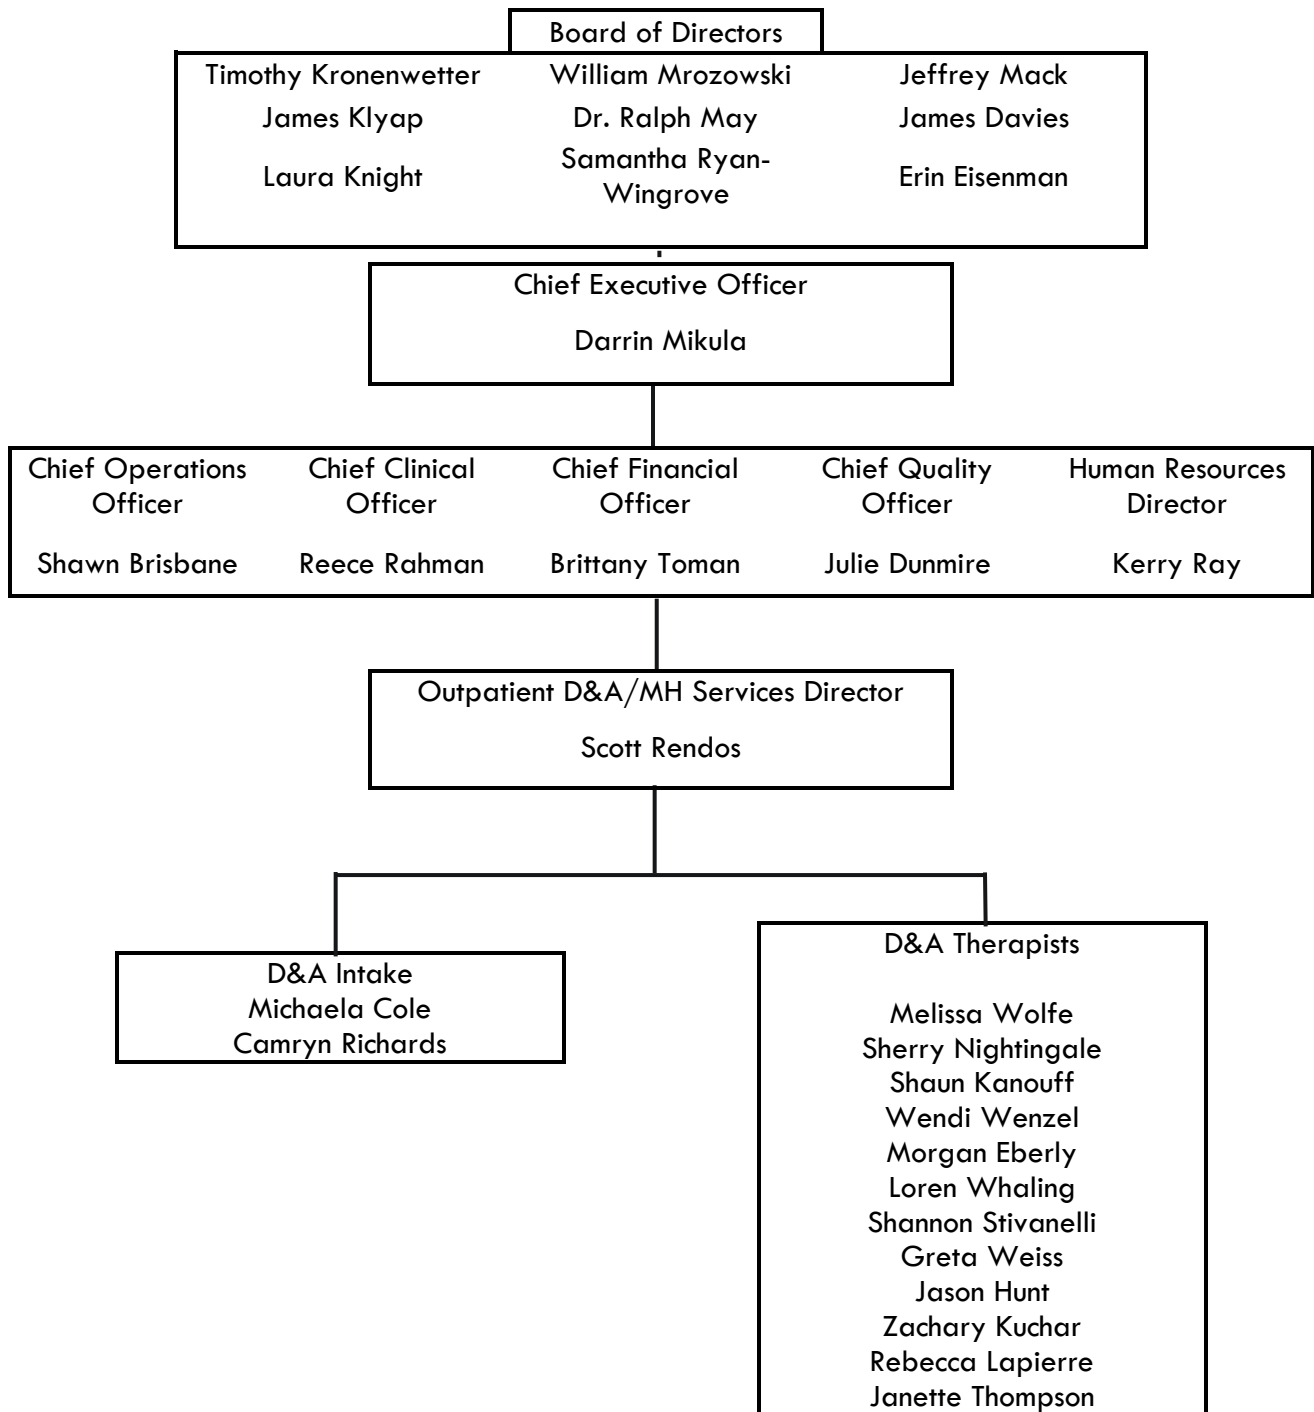 Board of Directors
Timothy Kronenwetter William Mrozowski Jeffrey Mack
James Klyap Dr. Ralph May James Davies
Laura Knight Samantha Ryan-
Wingrove Erin Eisenman
Chief Executive Officer
Darrin Mikula
Chief Operations
Officer
Shawn Brisbane
Chief Clinical
Officer
Reece Rahman
Chief Financial
Officer
Brittany Toman
Chief Quality
Officer
Julie Dunmire
Human Resources
Director
Kerry Ray
Outpatient D&A/MH Services Director
Scott Rendos
D&A Intake
Michaela Cole
Camryn Richards
D&A Therapists
Melissa Wolfe
Sherry Nightingale
Shaun Kanouff
Wendi Wenzel
Morgan Eberly
Loren Whaling
Shannon Stivanelli
Greta Weiss
Jason Hunt
Zachary Kuchar
Rebecca Lapierre
Janette Thompson